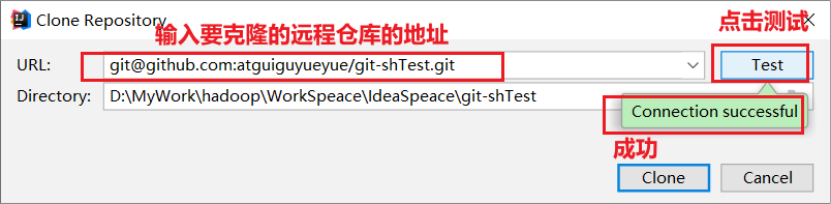 Clone Repository
输入要克隆的远程仓库的地址
点击测试
URL:
git@github.com:atguiguyueyue/git-shTest.git
Test
Directory:
D:\MyWork\hadoop\WorkSpeace\IdeaSpeace\git-shTest
Connection successful
成功
Clone
Cancel